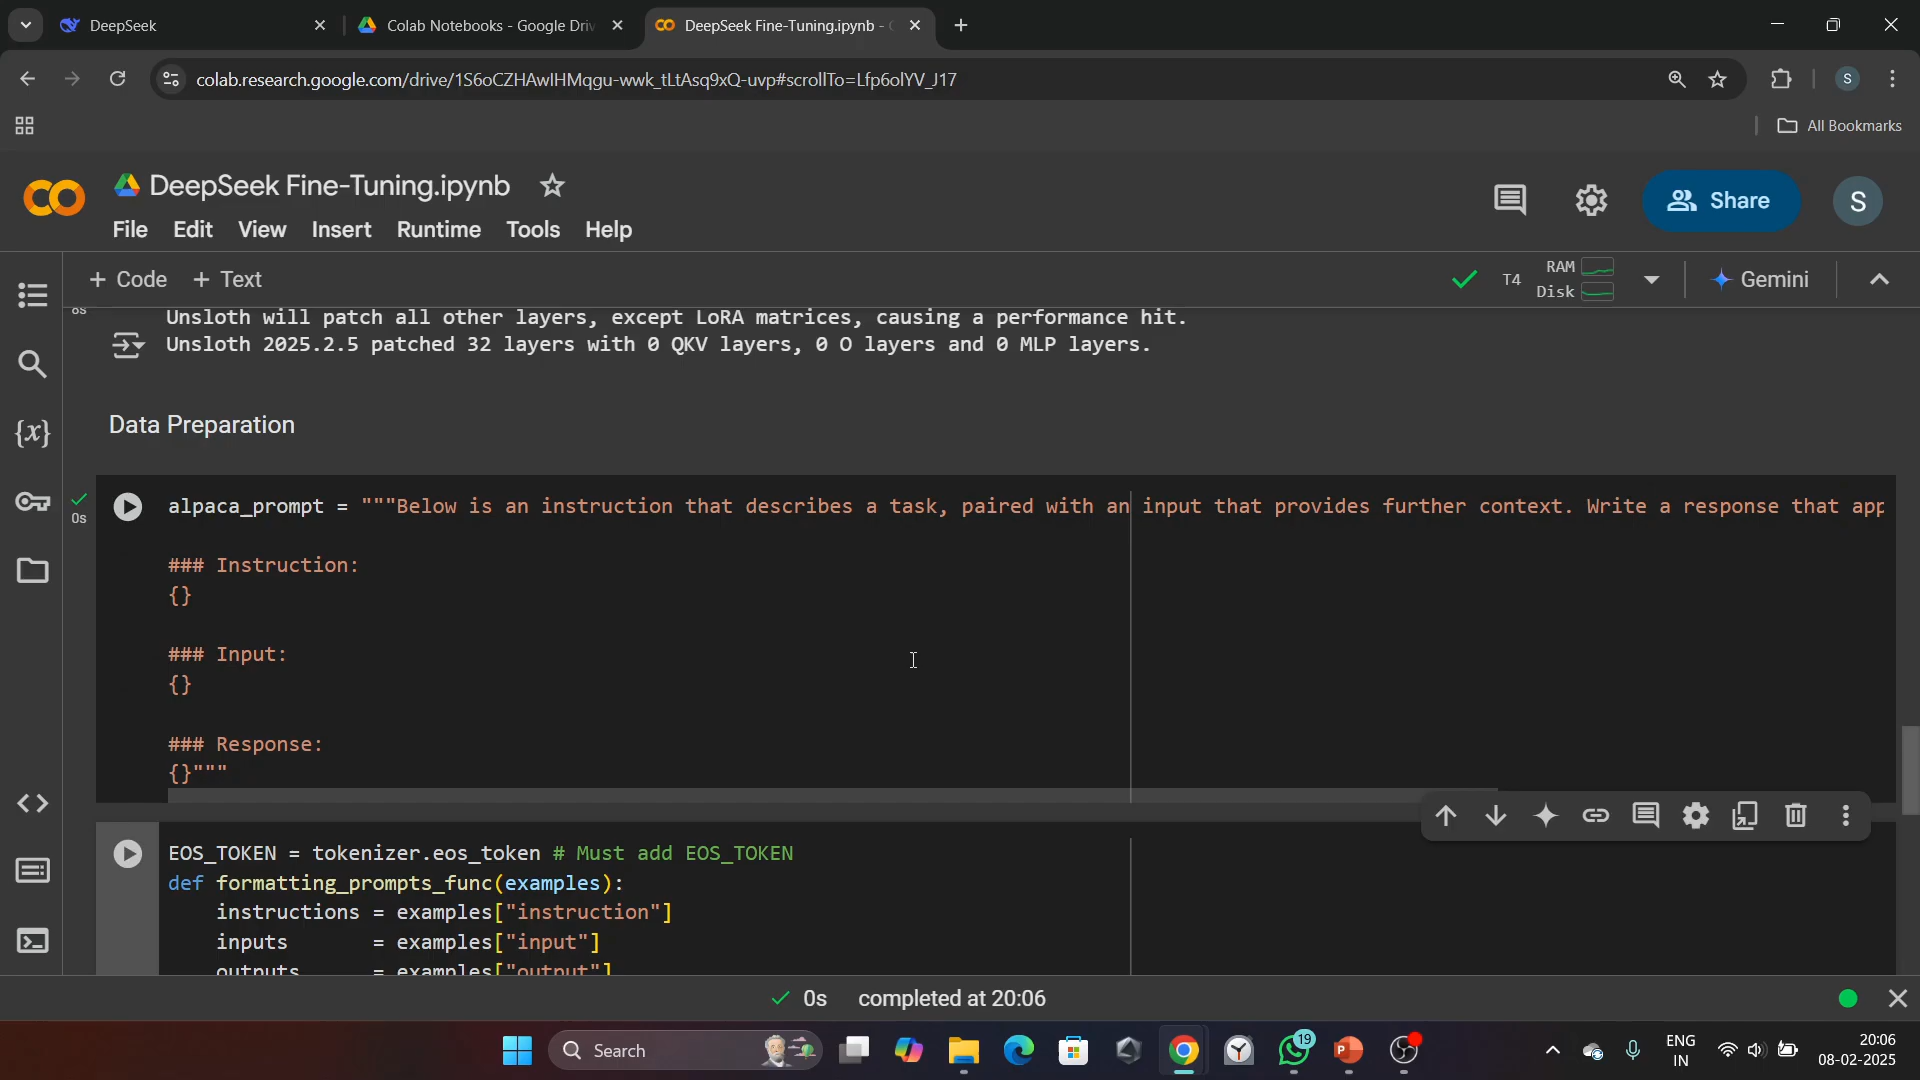 DeepSeek
Colab Notebooks - Google Driv
DeepSeek Fine-Tuning.ipynb -
colab.research.google.com/drive/1S6oCZHAwIHMqgu-wwk_tLtAsq9xQ-uvp#scrollTo=Lfp6olYV_J17
S
All Bookmarks
CO
DeepSeek Fine-Tuning.ipynb
File Edit View Insert Runtime Tools Help
Share
S
+ Code + Text
T4
RAM
Disk
Gemini
8s
Unsloth will patch all other layers, except LoRA matrices, causing a performance hit.
Unsloth 2025.2.5 patched 32 layers with 0 QKV layers, 0 O layers and 0 MLP layers.
Data Preparation
0s
alpaca_prompt = """Below is an instruction that describes a task, paired with an input that provides further context. Write a response that app
### Instruction:
{}
### Input:
{}
### Response:
{}"""
EOS_TOKEN = tokenizer.eos_token # Must add EOS_TOKEN
def formatting_prompts_func(examples):
instructions = examples["instruction"]
inputs = examples["input"]
outputs = examples["output"]
0s completed at 20:06
Search
19
ENG
IN
20:06
08-02-2025